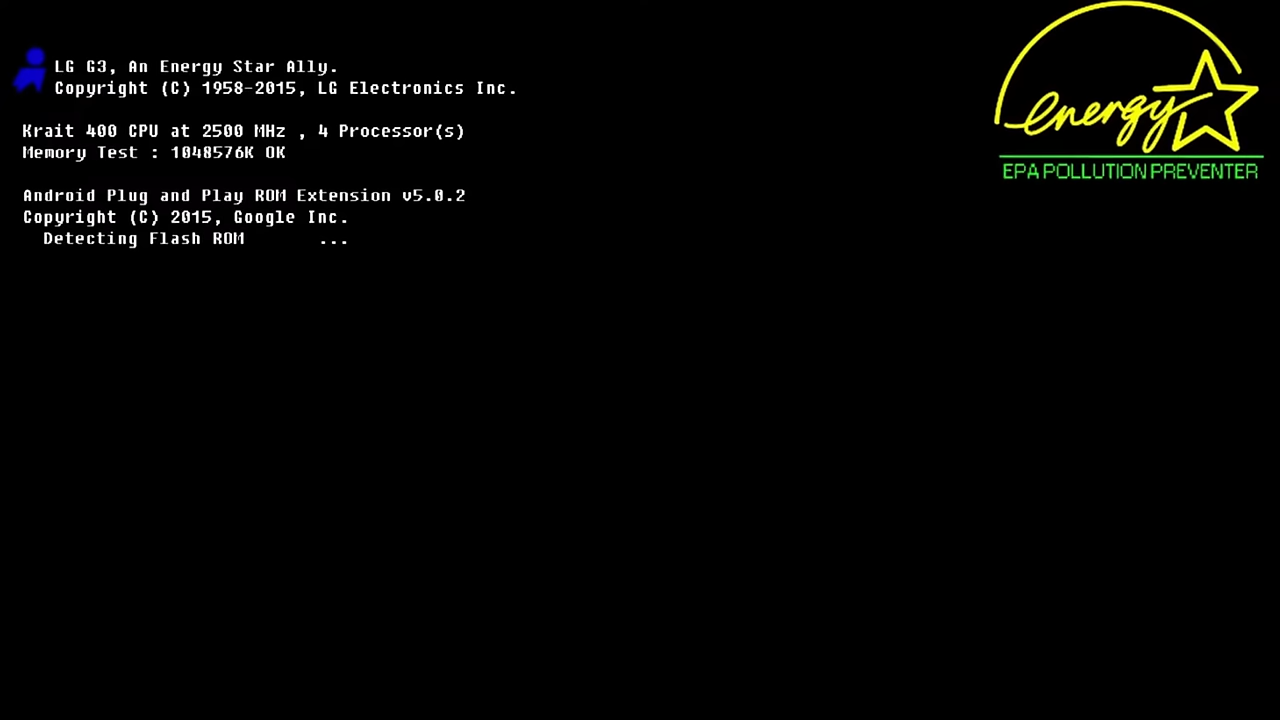 LG G3, An Energy Star Ally.
Copyright (C) 1958-2015, LG Electronics Inc.
Krait 400 CPU at 2500 MHz , 4 Processor(s)
Memory Test : 1048576K OK
Android Plug and Play ROM Extension v5.0.2
Copyright (C) 2015, Google Inc.
Detecting Flash ROM ...
energy
EPA POLLUTION PREVENTER